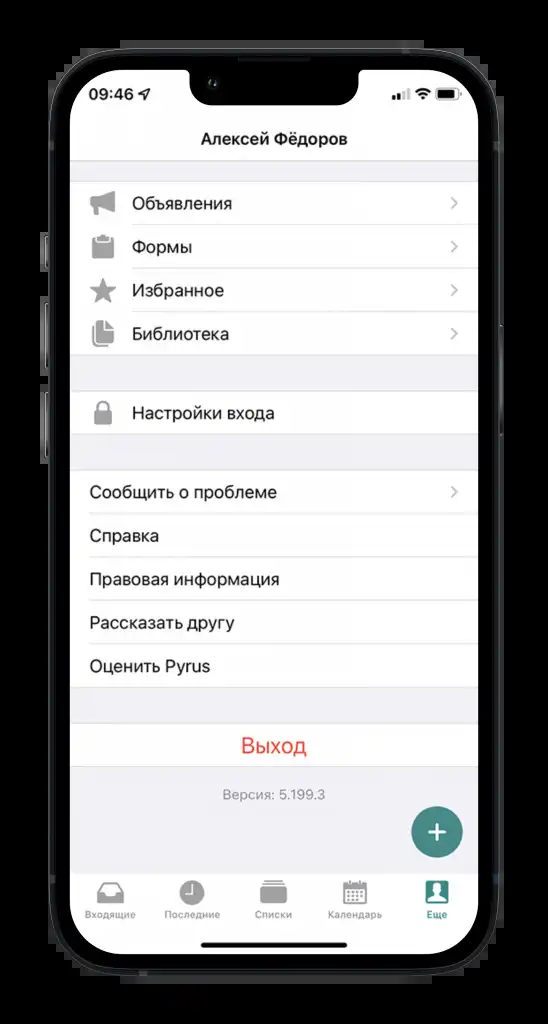 09:46
Алексей Фёдоров
Объявления
Формы
Избранное
Библиотека
Настройки входа
Сообщить о проблеме
Справка
Правовая информация
Рассказать другу
Оценить Pyrus
Выход
Версия: 5.199.3
Входящие Последние Списки Календарь Еще